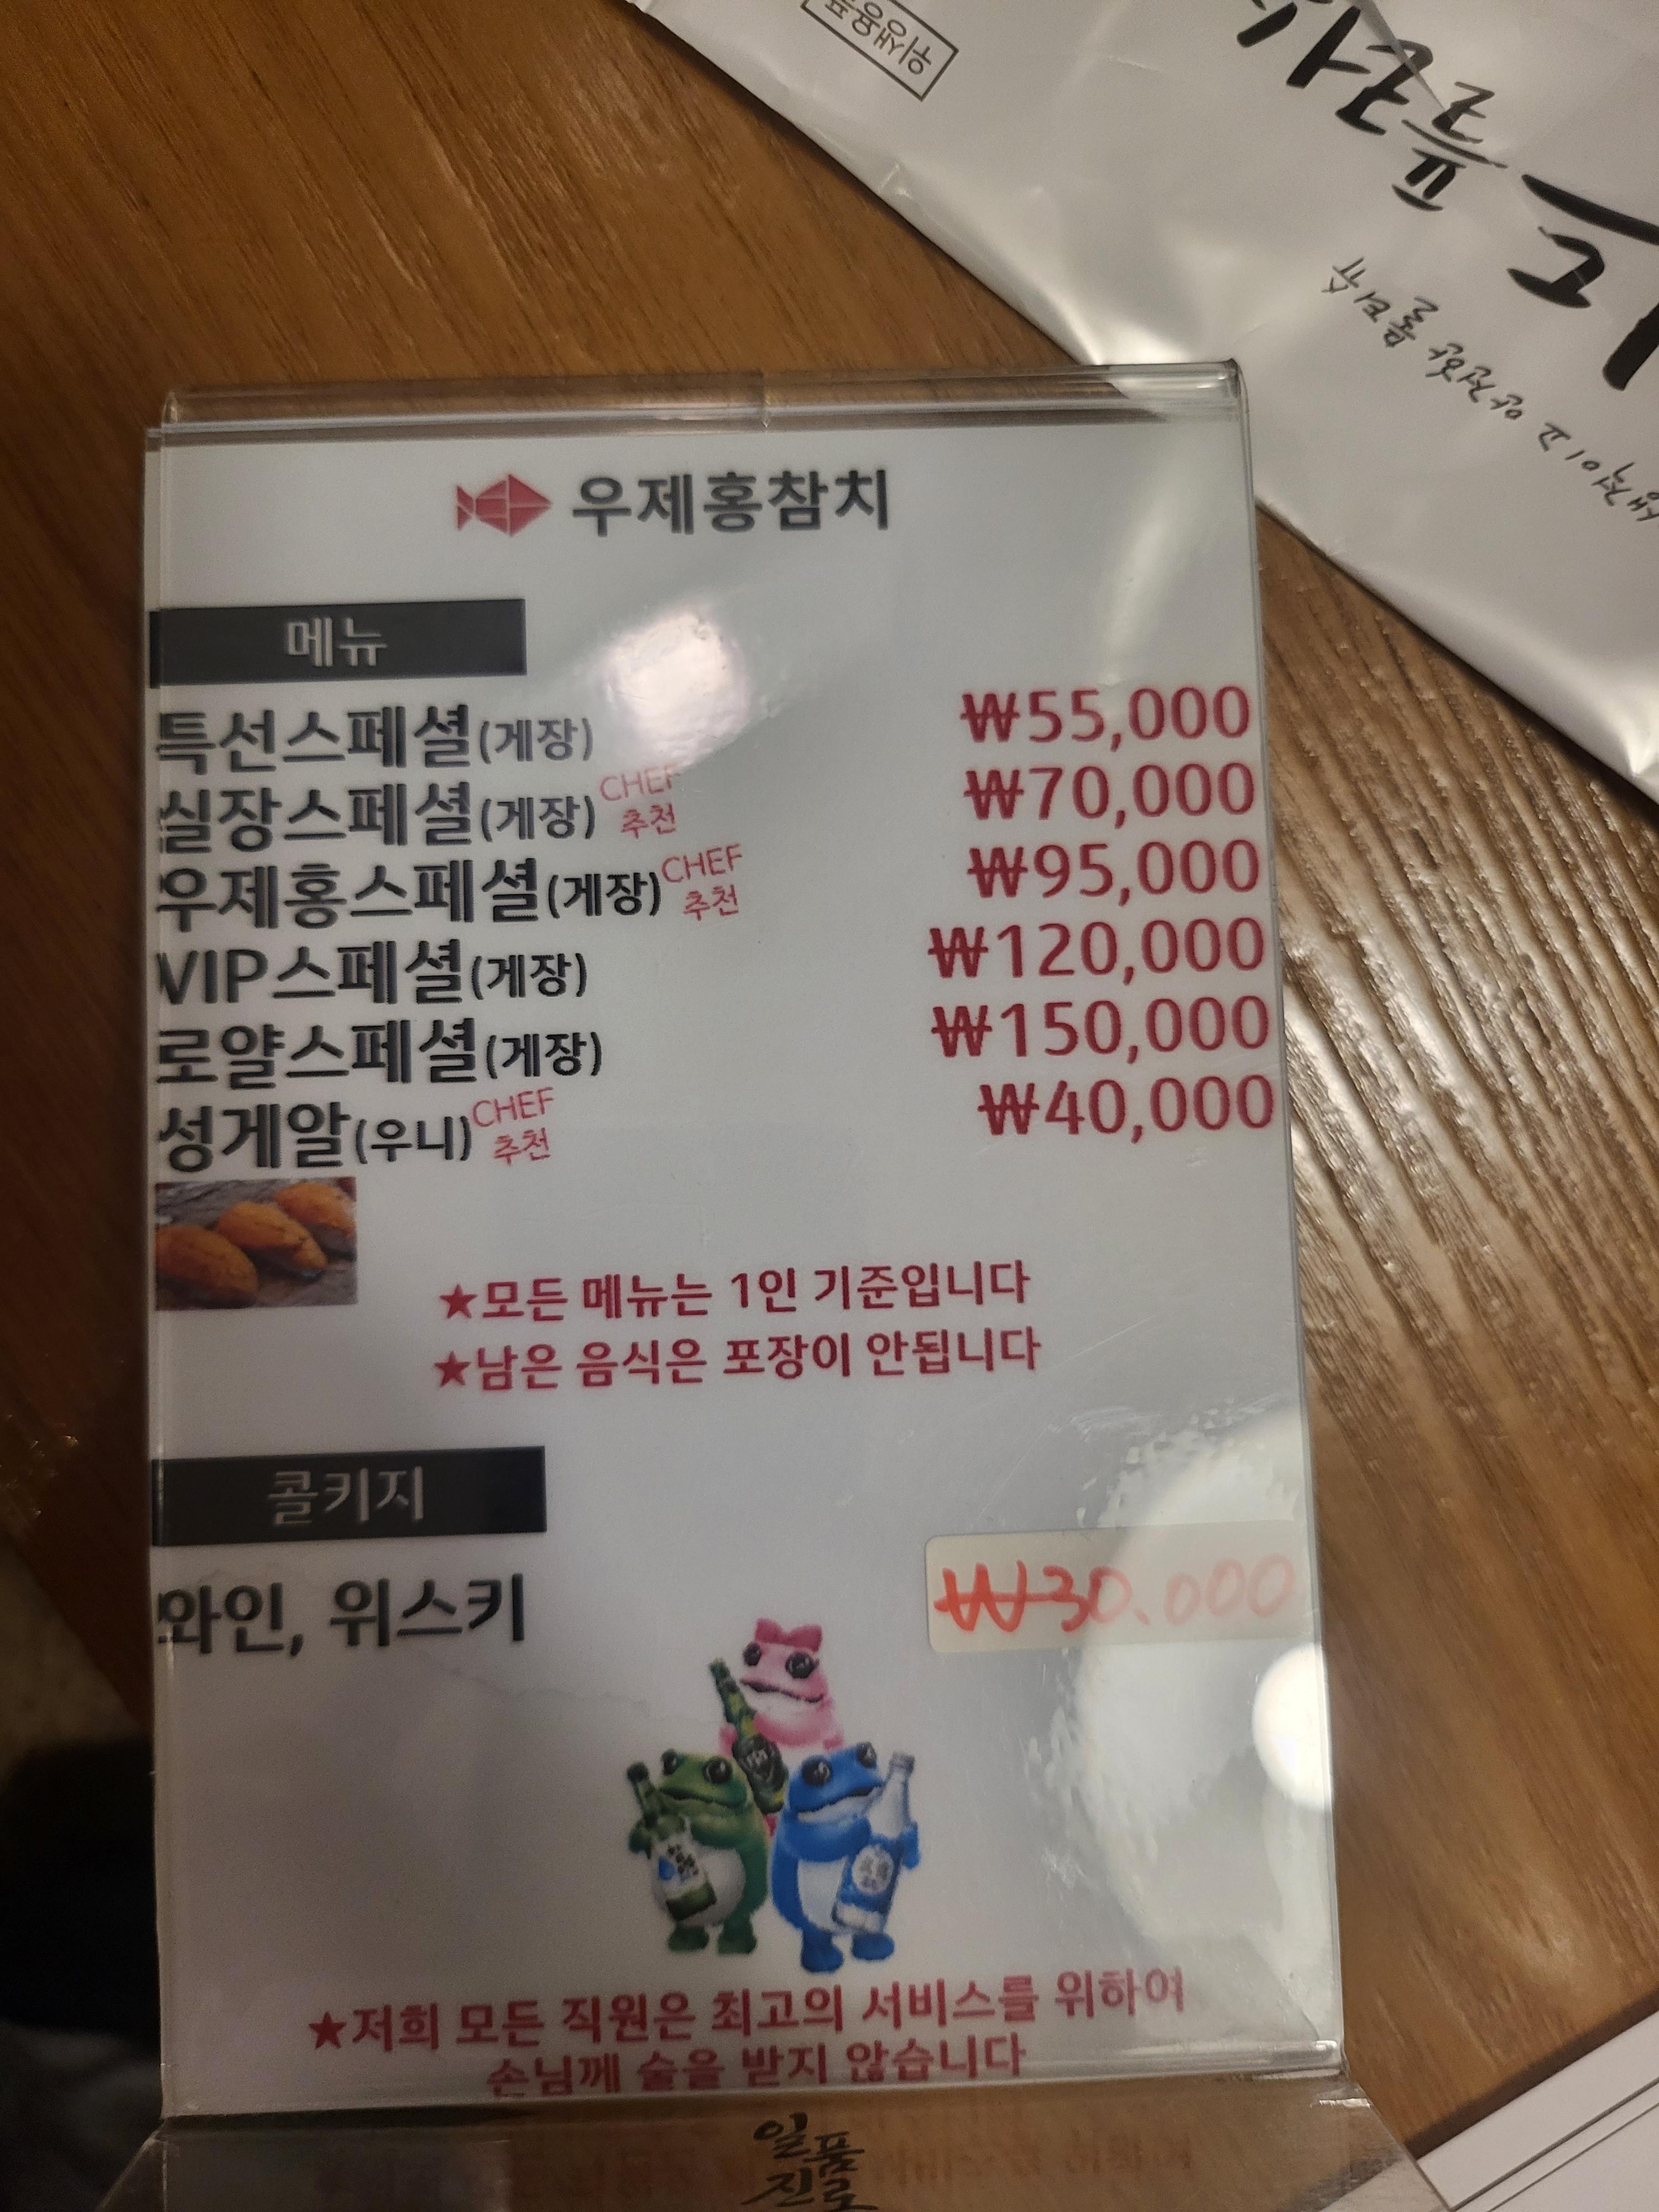 우제홍참치
메뉴
특선스페셜(게장) ₩55,000
실장스페셜(게장) CHEF 추천 ₩70,000
우제홍스페셜(게장) CHEF 추천 ₩95,000
VIP스페셜(게장) ₩120,000
로얄스페셜(게장) ₩150,000
성게알(우니) CHEF 추천 ₩40,000
★모든 메뉴는 1인 기준입니다
★남은 음식은 포장이 안됩니다
콜키지
와인, 위스키 ₩30.000
★저희 모든 직원은 최고의 서비스를 위하여
손님께 술을 받지 않습니다
일품
진로